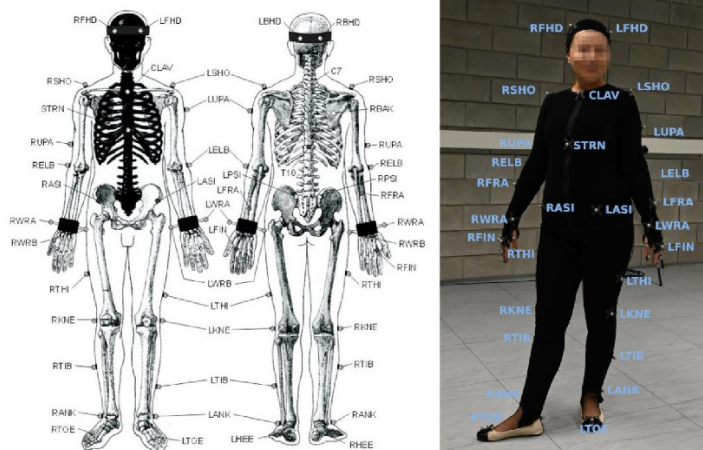 RFHD LFHD
CLAV
RSHO LSHO
STRN LUPA
RUPA
RELB LELB
RASI LASI
LFRA
LWRA
RWRA LFIN
RWRB
LWRB
RTHI LTHI
RKNE LKNE
RTIB LTIB
RANK LANK
RTOE LTOE
LBHD RBHD
C7
RSHO
RBAK
RUPA
RELB
LPSI T10 RPSI
RFRA
RWRA
RWRB
RFIN
RTHI
RKNE
RTIB
RANK
LHEE RHEE
RFHD LFHD
RSHO CLAV LSHO
LUPA
RUPA STRN
RELB LELB
RFRA LFRA
RASI LASI
RWRA LWRA
RFIN LFIN
RTHI
LTHI
RKNE LKNE
RTIB LTIB
LANK
LTOE